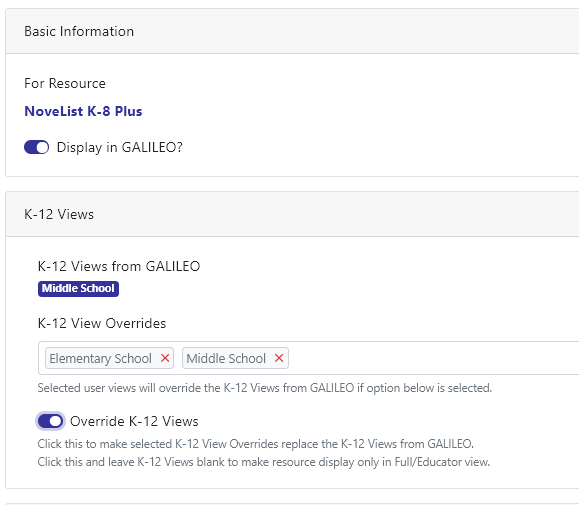 Basic Information
For Resource
NoveList K-8 Plus
Display in GALILEO?
K-12 Views
K-12 Views from GALILEO
Middle School
K-12 View Overrides
Elementary School × Middle School ×
Selected user views will override the K-12 Views from GALILEO if option below is selected.
Override K-12 Views
Click this to make selected K-12 View Overrides replace the K-12 Views from GALILEO.
Click this and leave K-12 Views blank to make resource display only in Full/Educator view.